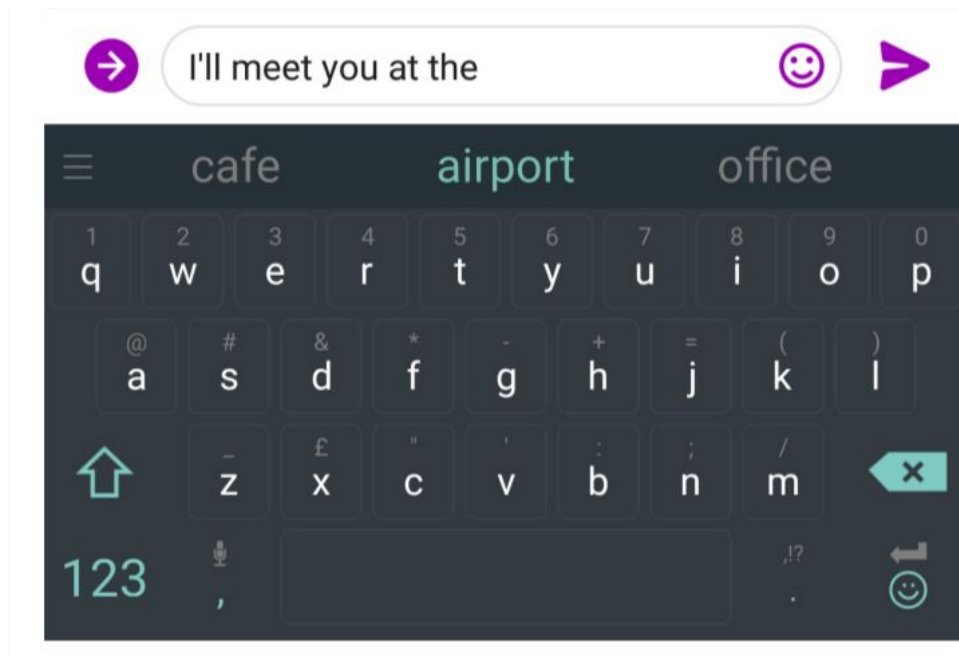 I'll meet you at the
cafe airport office
1 2 3 4 5 6 7 8 9 0
q w e r t y u i o p
@ # & * - + = ( )
a s d f g h j k l
_ £ " ' : ; /
z x c v b n m
123 , ,!? .